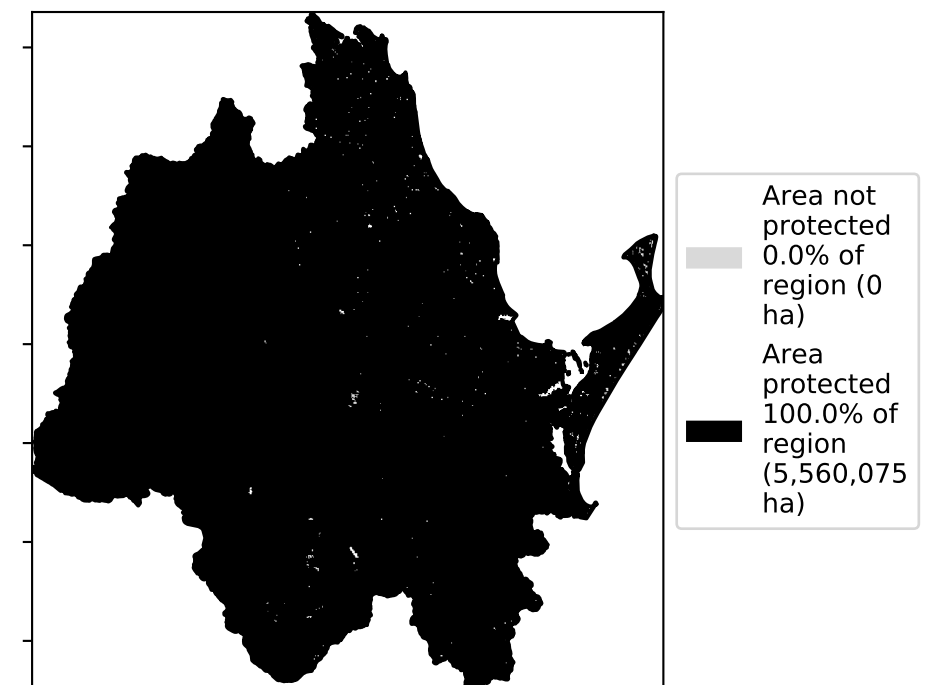 Area not
protected
0.0% of
region (0
ha)
Area
protected
100.0% of
region
(5,560,075
ha)